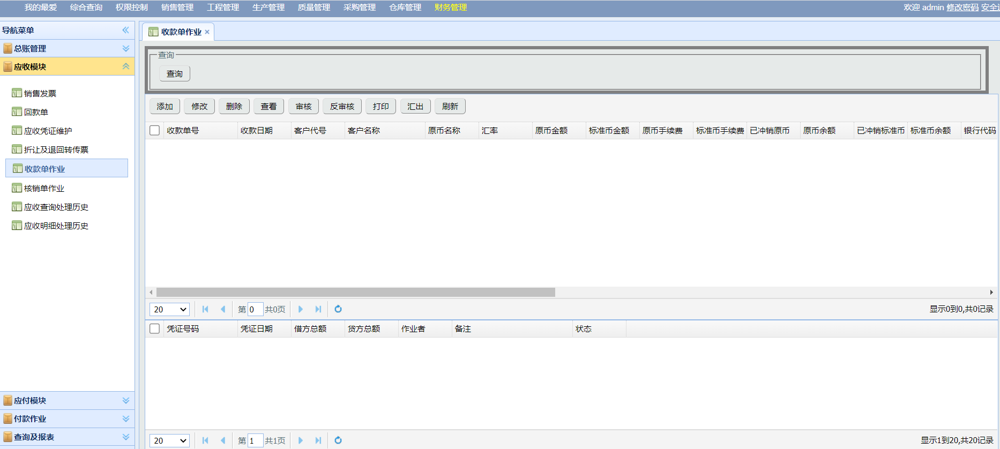 我的最爱 综合查询 权限控制 销售管理 工程管理 生产管理 质量管理 采购管理 仓库管理 财务管理 欢迎 admin 修改密码 安全
导航菜单
总账管理
应收模块
销售发票
回款单
应收凭证维护
折让及退回转传票
收款单作业
核销单作业
应收查询处理历史
应收明细处理历史
应付模块
付款作业
查询及报表
收款单作业
查询
查询
添加 修改 删除 查看 审核 反审核 打印 汇出 刷新
收款单号 收款日期 客户代号 客户名称 原币名称 汇率 原币金额 标准币金额 原币手续费 标准币手续费 已冲销原币 原币余额 已冲销标准币 标准币余额 银行代码
20 第 0 共0页 显示0到0,共0记录
凭证号码 凭证日期 借方总额 贷方总额 作业者 备注 状态
20 第 1 共1页 显示1到20,共20记录